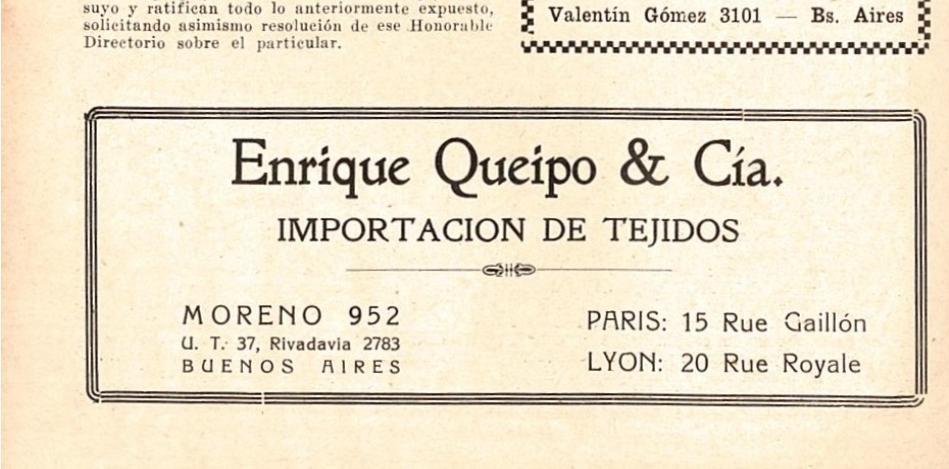 suyo y ratifican todo lo anteriormente expuesto,
solicitando asimismo resolución de ese Honorable
Directorio sobre el particular.
Valentín Gómez 3101 — Bs. Aires
Enrique Queipo & Cía.
IMPORTACION DE TEJIDOS
MORENO 952
U. T. 37, Rivadavia 2783
BUENOS AIRES
PARIS: 15 Rue Gaillón
LYON: 20 Rue Royale